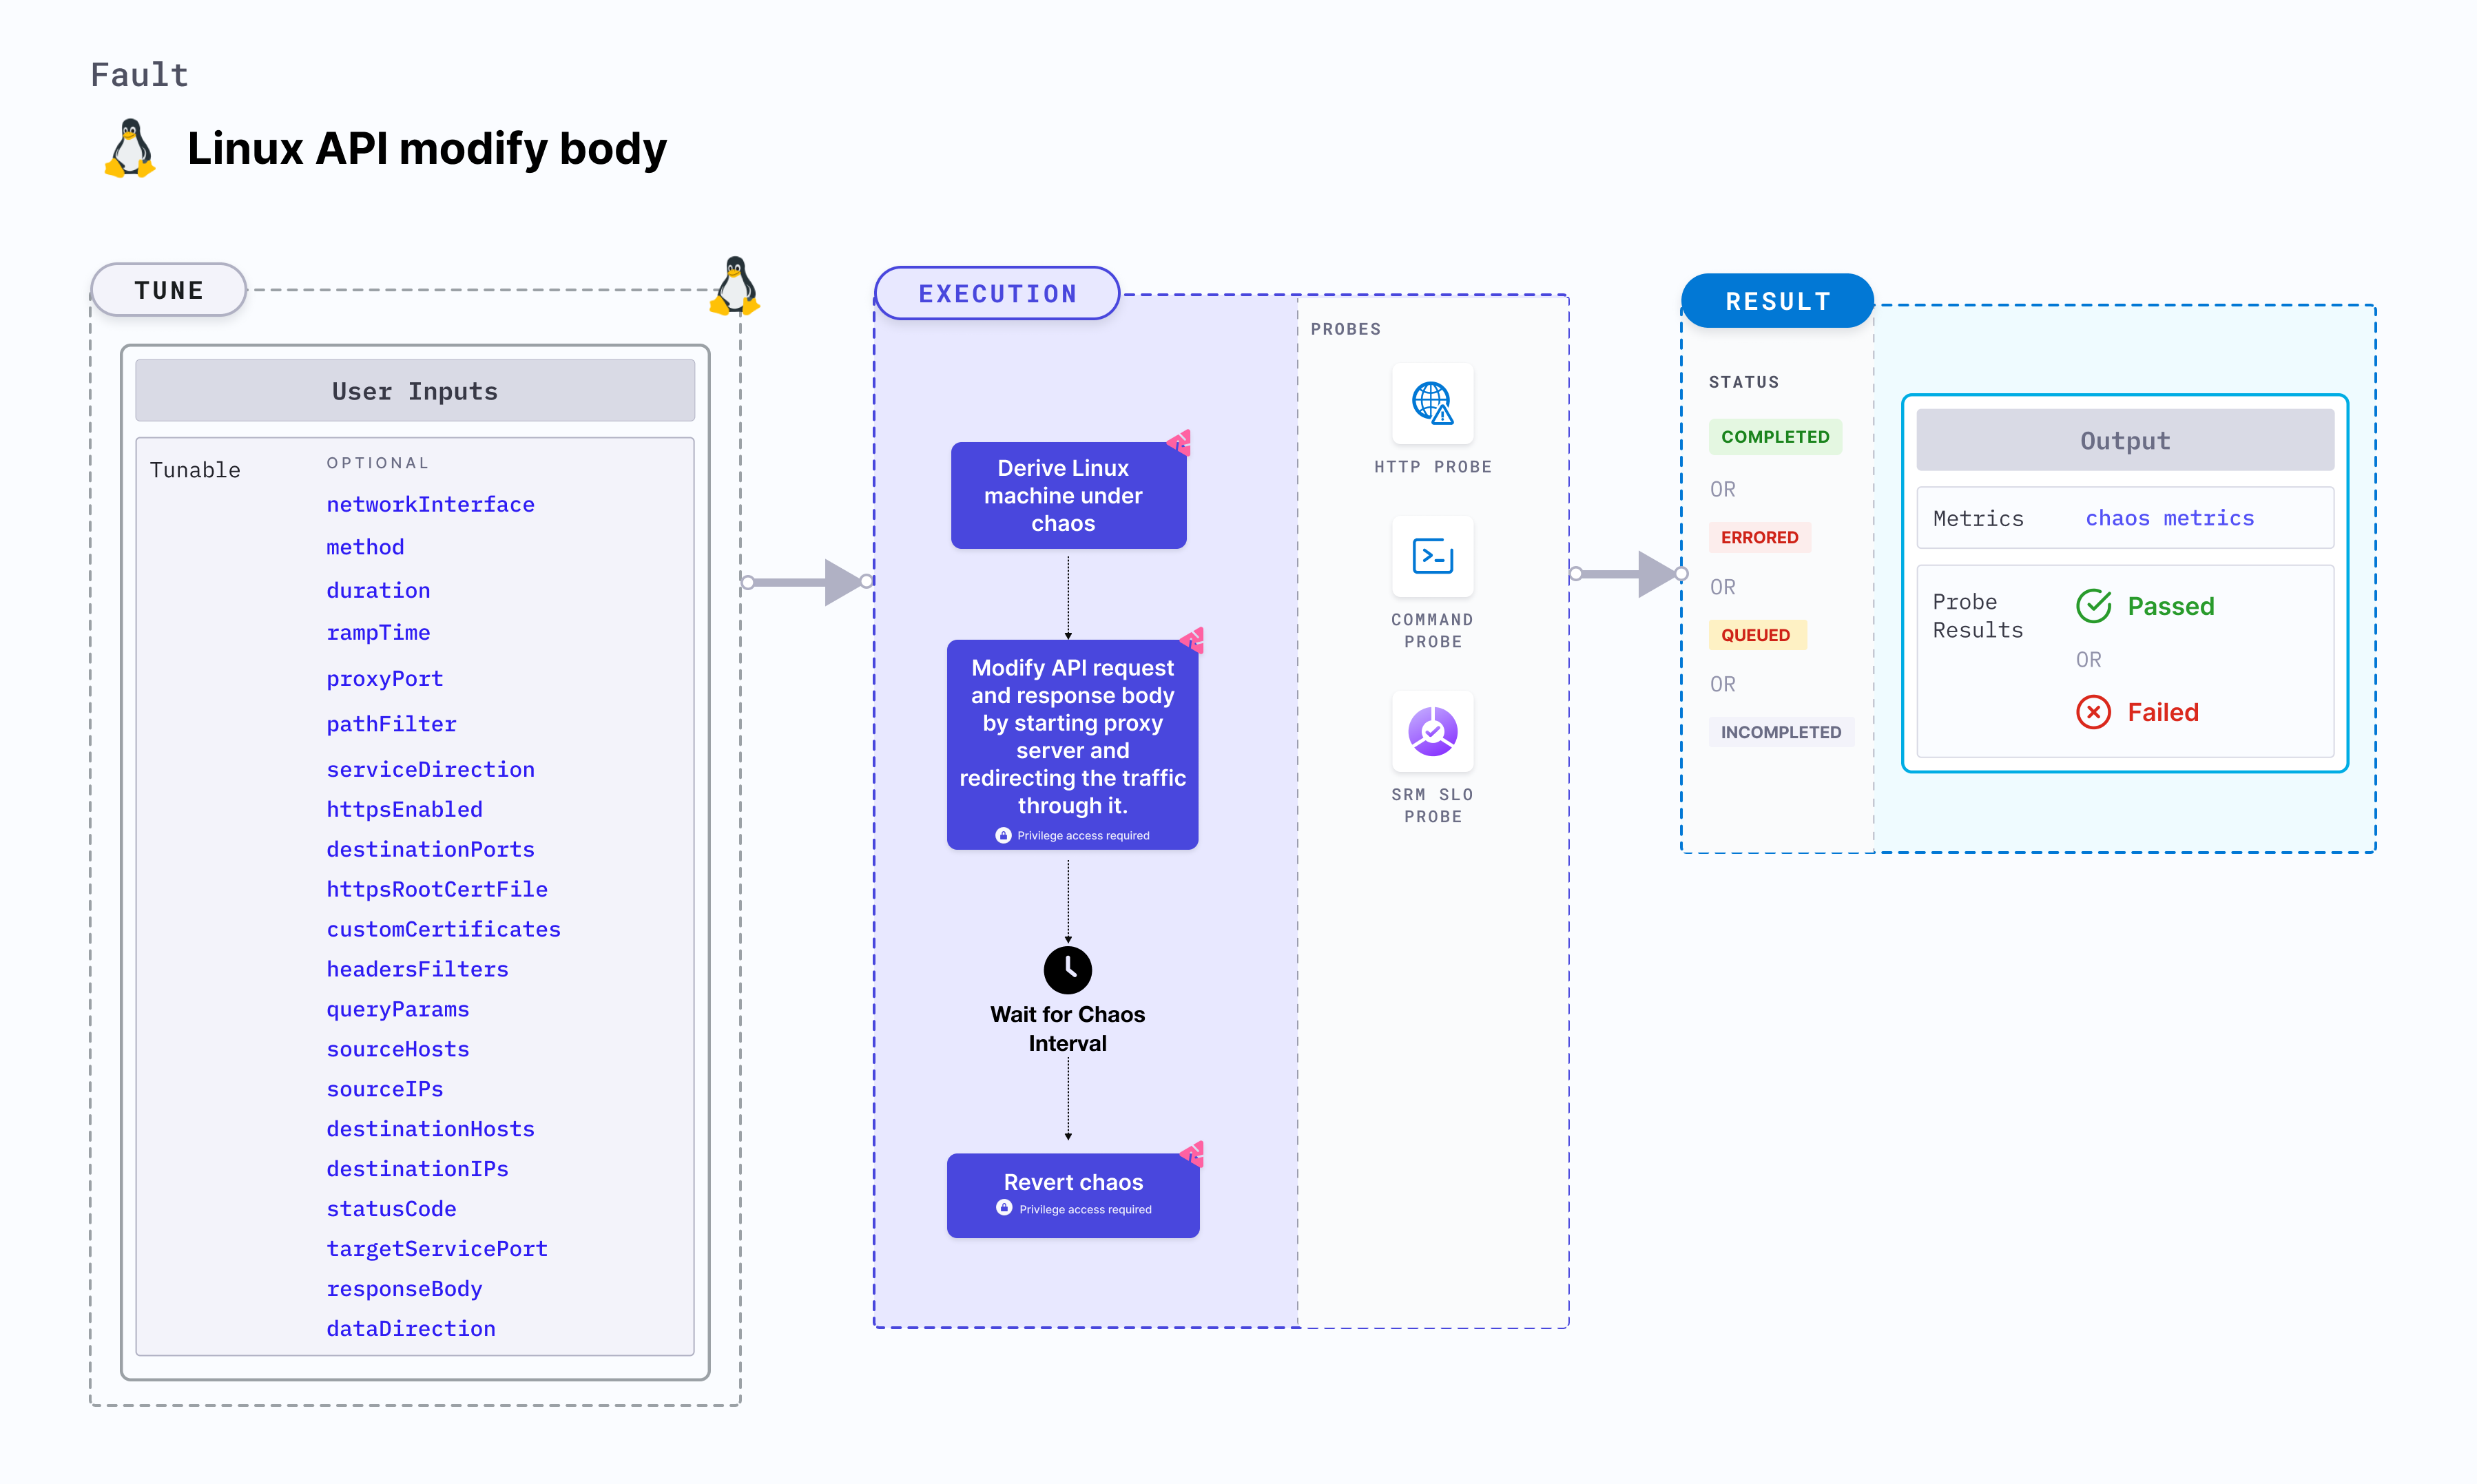 Fault
Linux API modify body
TUNE
User Inputs
Tunable
OPTIONAL
networkInterface
method
duration
rampTime
proxyPort
pathFilter
serviceDirection
httpsEnabled
destinationPorts
httpsRootCertFile
customCertificates
headersFilters
queryParams
sourceHosts
sourceIPs
destinationHosts
destinationIPs
statusCode
targetServicePort
responseBody
dataDirection
EXECUTION
Derive Linux
machine under
chaos
Modify API request
and response body
by starting proxy
server and
redirecting the traffic
through it.
Privilege access required
Wait for Chaos
Interval
Revert chaos
Privilege access required
PROBES
HTTP PROBE
COMMAND
PROBE
SRM SLO
PROBE
RESULT
STATUS
COMPLETED
OR
ERRORED
OR
QUEUED
OR
INCOMPLETED
Output
Metrics chaos metrics
Probe
Results
Passed
OR
Failed